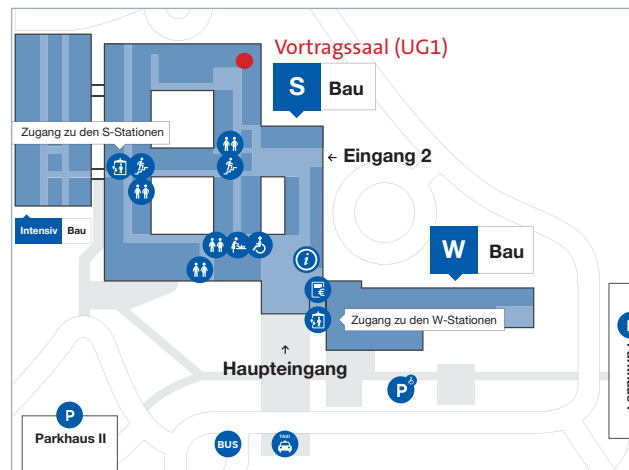 Vortragssaal (UG1)
S Bau
Zugang zu den S-Stationen
← Eingang 2
Intensiv Bau
i
W Bau
€
Zugang zu den W-Stationen
↑
Haupteingang
P
P
Parkhaus II
BUS
TAXI